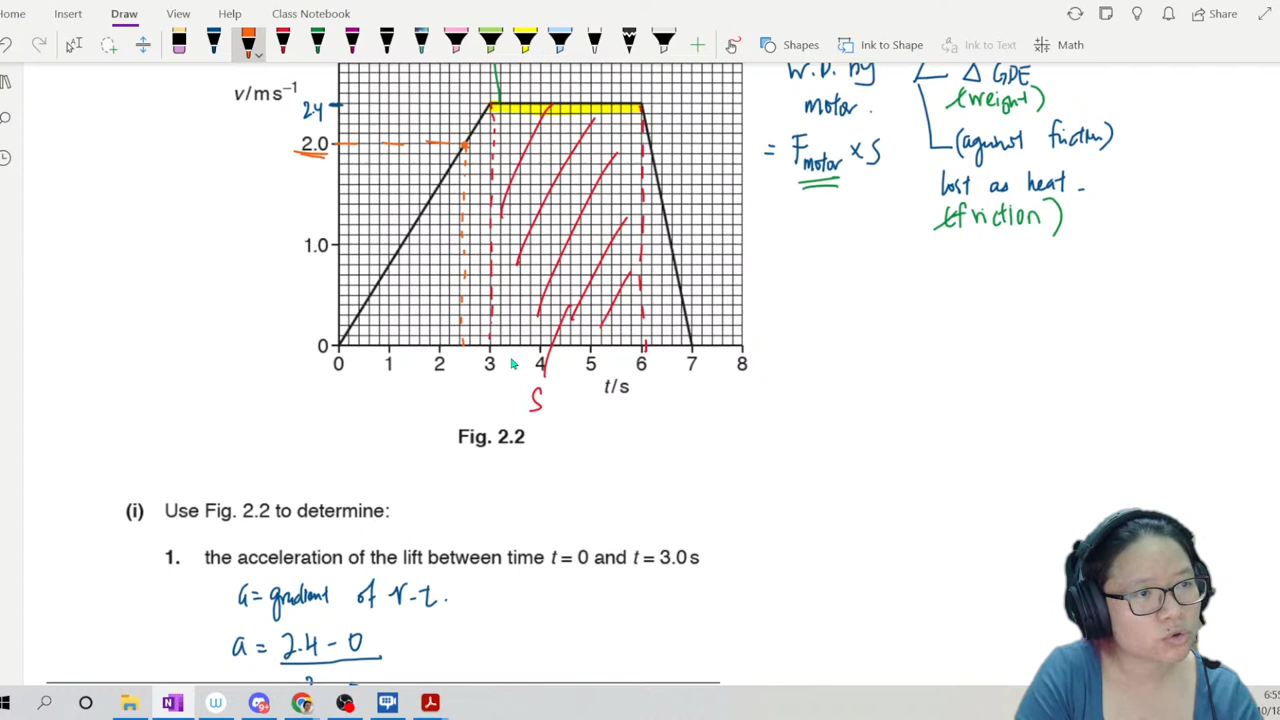 File
Home
Insert
Draw
View
Help
Class Notebook
Share
Shapes
Ink to Shape
Ink to Text
Math
v/ms⁻¹
24
2.0
1.0
0
0 1 2 3 4 5 6 7 8
t/s
S
Fig. 2.2
W.D. by
motor.
= F motor × S
Δ GPE
(weight)
(against friction)
lost as heat -
(friction)
(i) Use Fig. 2.2 to determine:
1. the acceleration of the lift between time t = 0 and t = 3.0 s
a = gradient of v-t.
a = 2.4 - 0